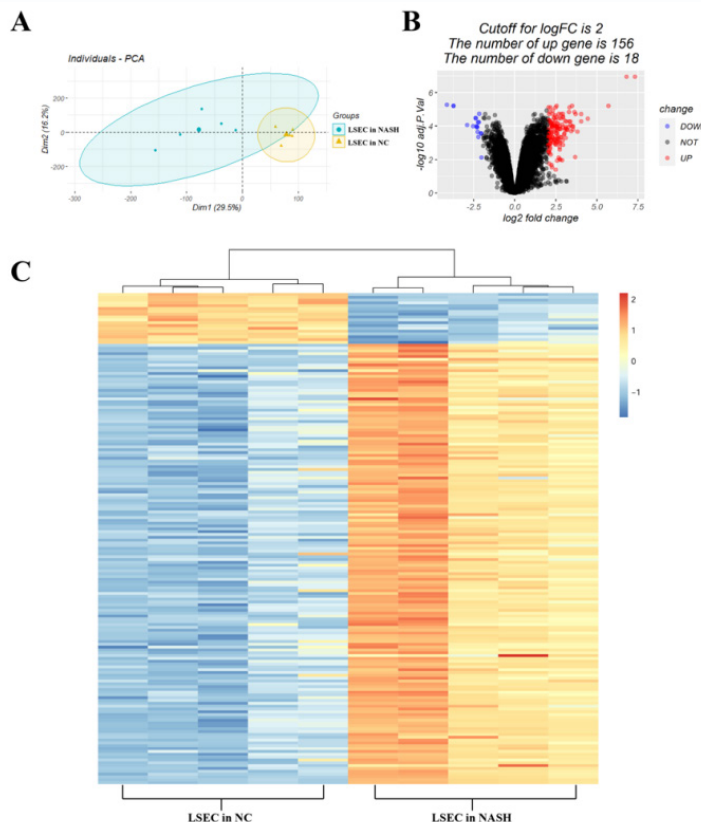 A
Individuals - PCA
200
0
-200
-300
-200
-100
0
100
Dim2 (16.2%)
Dim1 (29.5%)
Groups
LSEC in NASH
LSEC in NC
B
Cutoff for logFC is 2
The number of up gene is 156
The number of down gene is 18
6
4
2
0
-2.5
0.0
2.5
5.0
7.5
-log10 adj.P.Val
log2 fold change
change
DOWN
NOT
UP
C
2
1
0
−1
LSEC in NC
LSEC in NASH